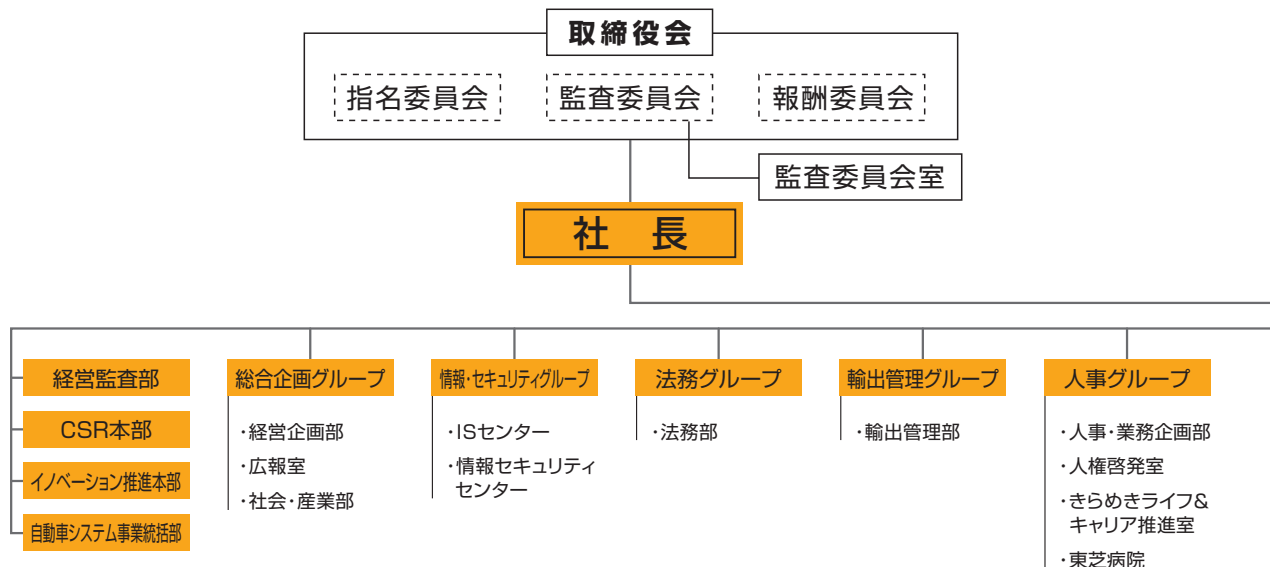 取締役会
指名委員会
監査委員会
報酬委員会
監査委員会室
社 長
経営監査部
CSR本部
イノベーション推進本部
自動車システム事業統括部
総合企画グループ
・経営企画部
・広報室
・社会・産業部
情報・セキュリティグループ
・ISセンター
・情報セキュリティ
センター
法務グループ
・法務部
輸出管理グループ
・輸出管理部
人事グループ
・人事・業務企画部
・人権啓発室
・きらめきライフ&
キャリア推進室
・東芝病院